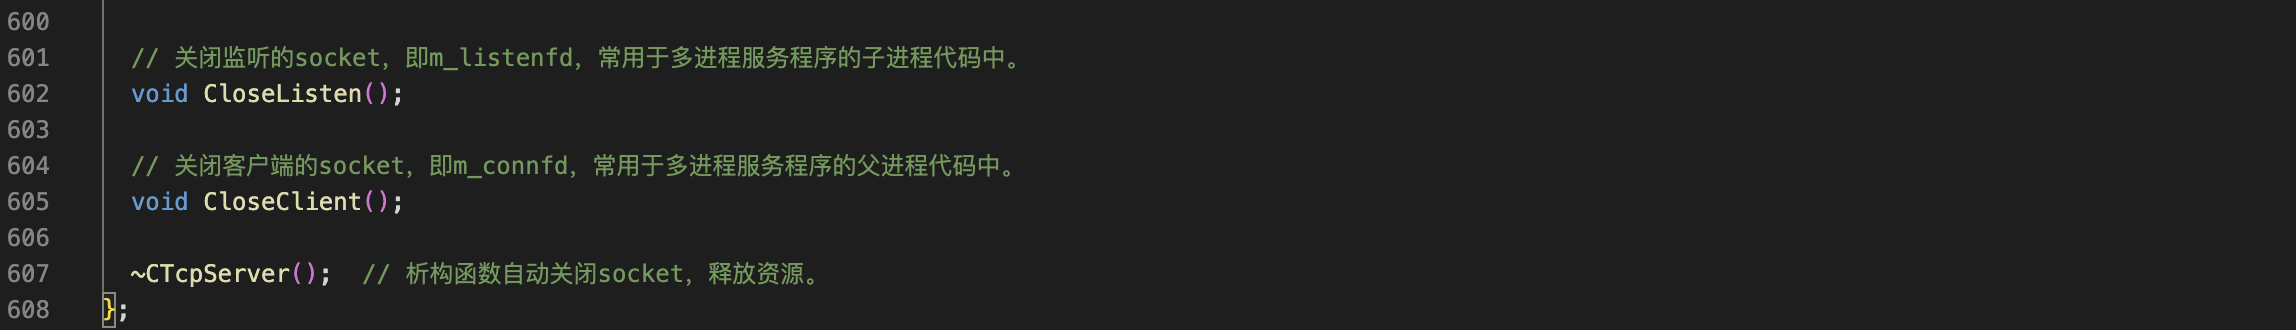 600
601 // 关闭监听的socket，即m_listenfd，常用于多进程服务程序的子进程代码中。
602 void CloseListen();
603
604 // 关闭客户端的socket，即m_connfd，常用于多进程服务程序的父进程代码中。
605 void CloseClient();
606
607 ~CTcpServer();  // 析构函数自动关闭socket，释放资源。
608 };